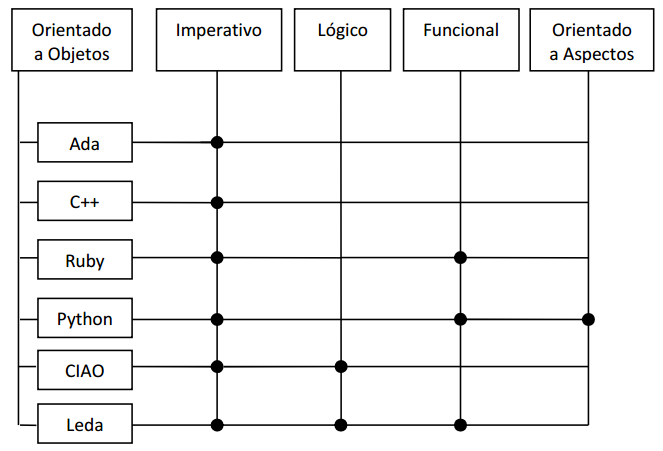 Orientado
a Objetos
Imperativo
Lógico
Funcional
Orientado
a Aspectos
Ada
C++
Ruby
Python
CIAO
Leda